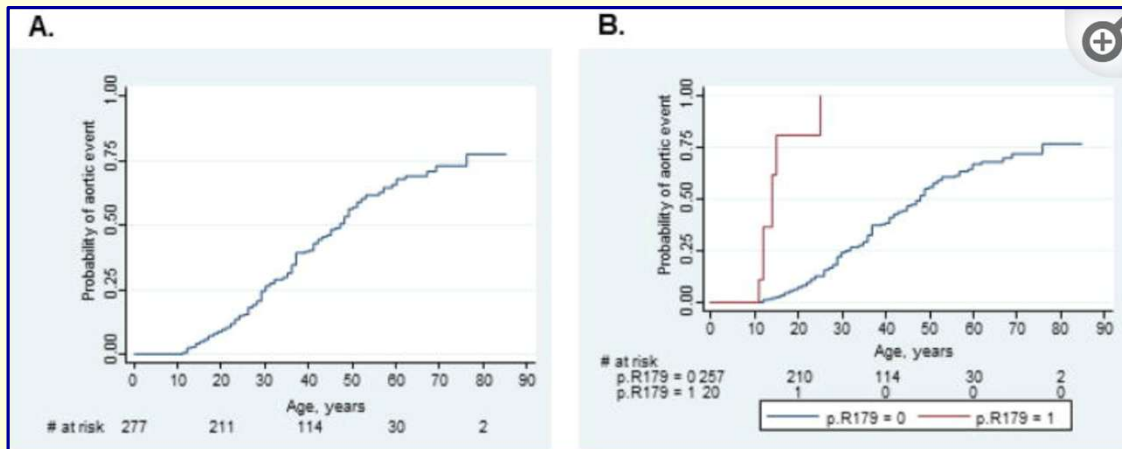 A.
Probability of aortic event
1.00
0.75
0.50
0.25
0.00
0 10 20 30 40 50 60 70 80 90
Age, years
# at risk 277 211 114 30 2
B.
Probability of aortic event
1.00
0.75
0.50
0.25
0.00
0 10 20 30 40 50 60 70 80 90
Age, years
# at risk
p.R179 = 0 257 210 114 30 2
p.R179 = 1 20 1 0 0 0
p.R179 = 0 p.R179 = 1